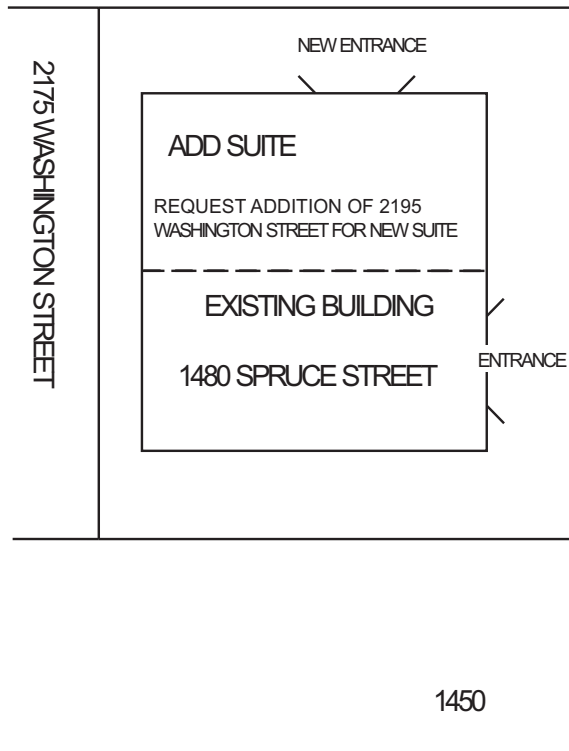 NEW ENTRANCE
2175 WASHINGTON STREET
ADD SUITE
REQUEST ADDITION OF 2195
WASHINGTON STREET FOR NEW SUITE
EXISTING BUILDING
1480 SPRUCE STREET
ENTRANCE
1450